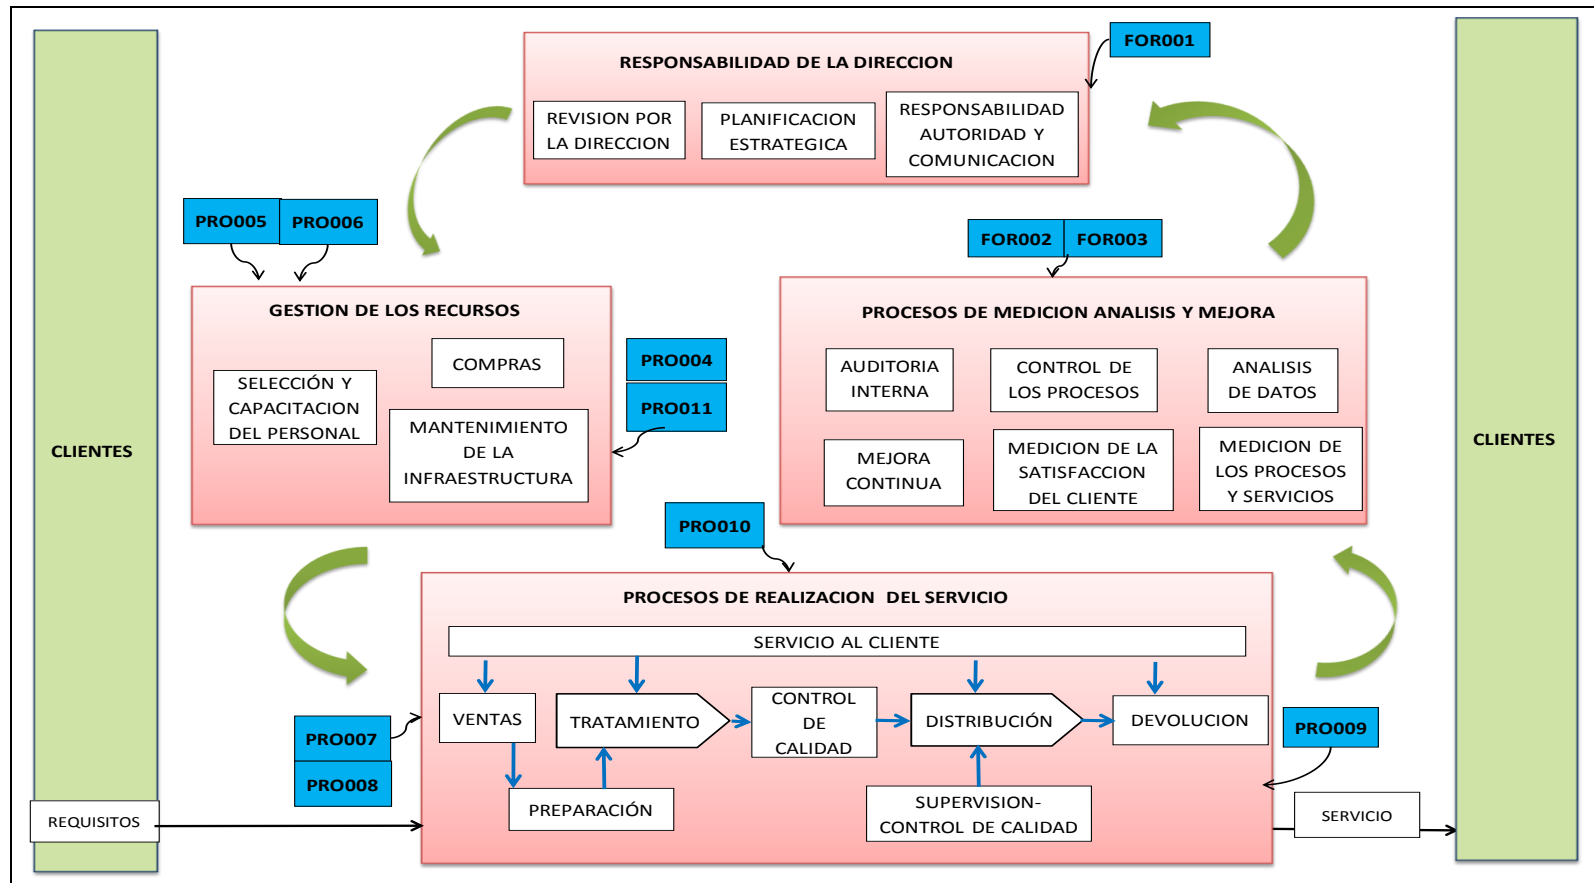 FOR001
RESPONSABILIDAD DE LA DIRECCION
REVISION POR
LA DIRECCION
PLANIFICACION
ESTRATEGICA
RESPONSABILIDAD
AUTORIDAD Y
COMUNICACION
PRO005
PRO006
FOR002
FOR003
GESTION DE LOS RECURSOS
COMPRAS
SELECCIÓN Y
CAPACITACION
DEL PERSONAL
MANTENIMIENTO
DE LA
INFRAESTRUCTURA
PRO004
PRO011
PROCESOS DE MEDICION ANALISIS Y MEJORA
AUDITORIA
INTERNA
CONTROL DE
LOS PROCESOS
ANALISIS
DE DATOS
MEJORA
CONTINUA
MEDICION DE LA
SATISFACCION
DEL CLIENTE
MEDICION DE
LOS PROCESOS
Y SERVICIOS
CLIENTES
CLIENTES
PRO010
PROCESOS DE REALIZACION  DEL SERVICIO
SERVICIO AL CLIENTE
VENTAS
TRATAMIENTO
CONTROL
DE
CALIDAD
DISTRIBUCIÓN
DEVOLUCION
PRO007
PRO008
PRO009
PREPARACIÓN
SUPERVISION-
CONTROL DE CALIDAD
REQUISITOS
SERVICIO